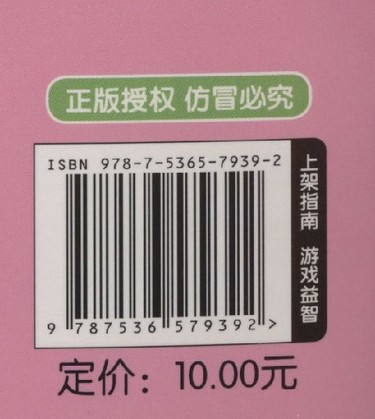 正版授权 仿冒必究
ISBN 978-7-5365-7939-2
上架指南 游戏益智
9 787536 579392 >
定价：10.00元